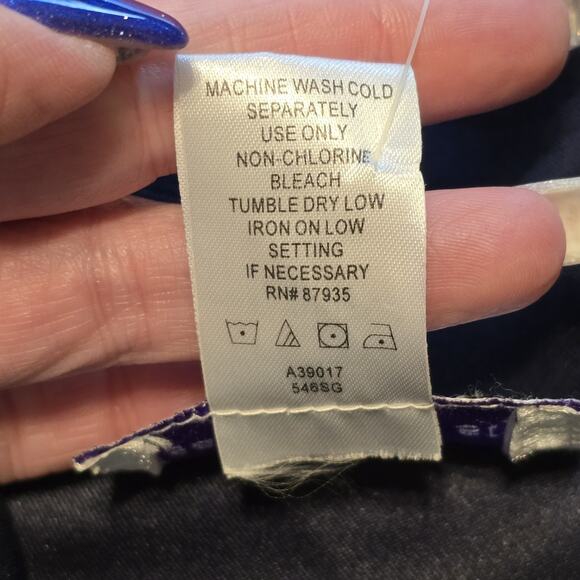 MACHINE WASH COLD
SEPARATELY
USE ONLY
NON-CHLORINE
BLEACH
TUMBLE DRY LOW
IRON ON LOW
SETTING
IF NECESSARY
RN# 87935
A39017
546SG